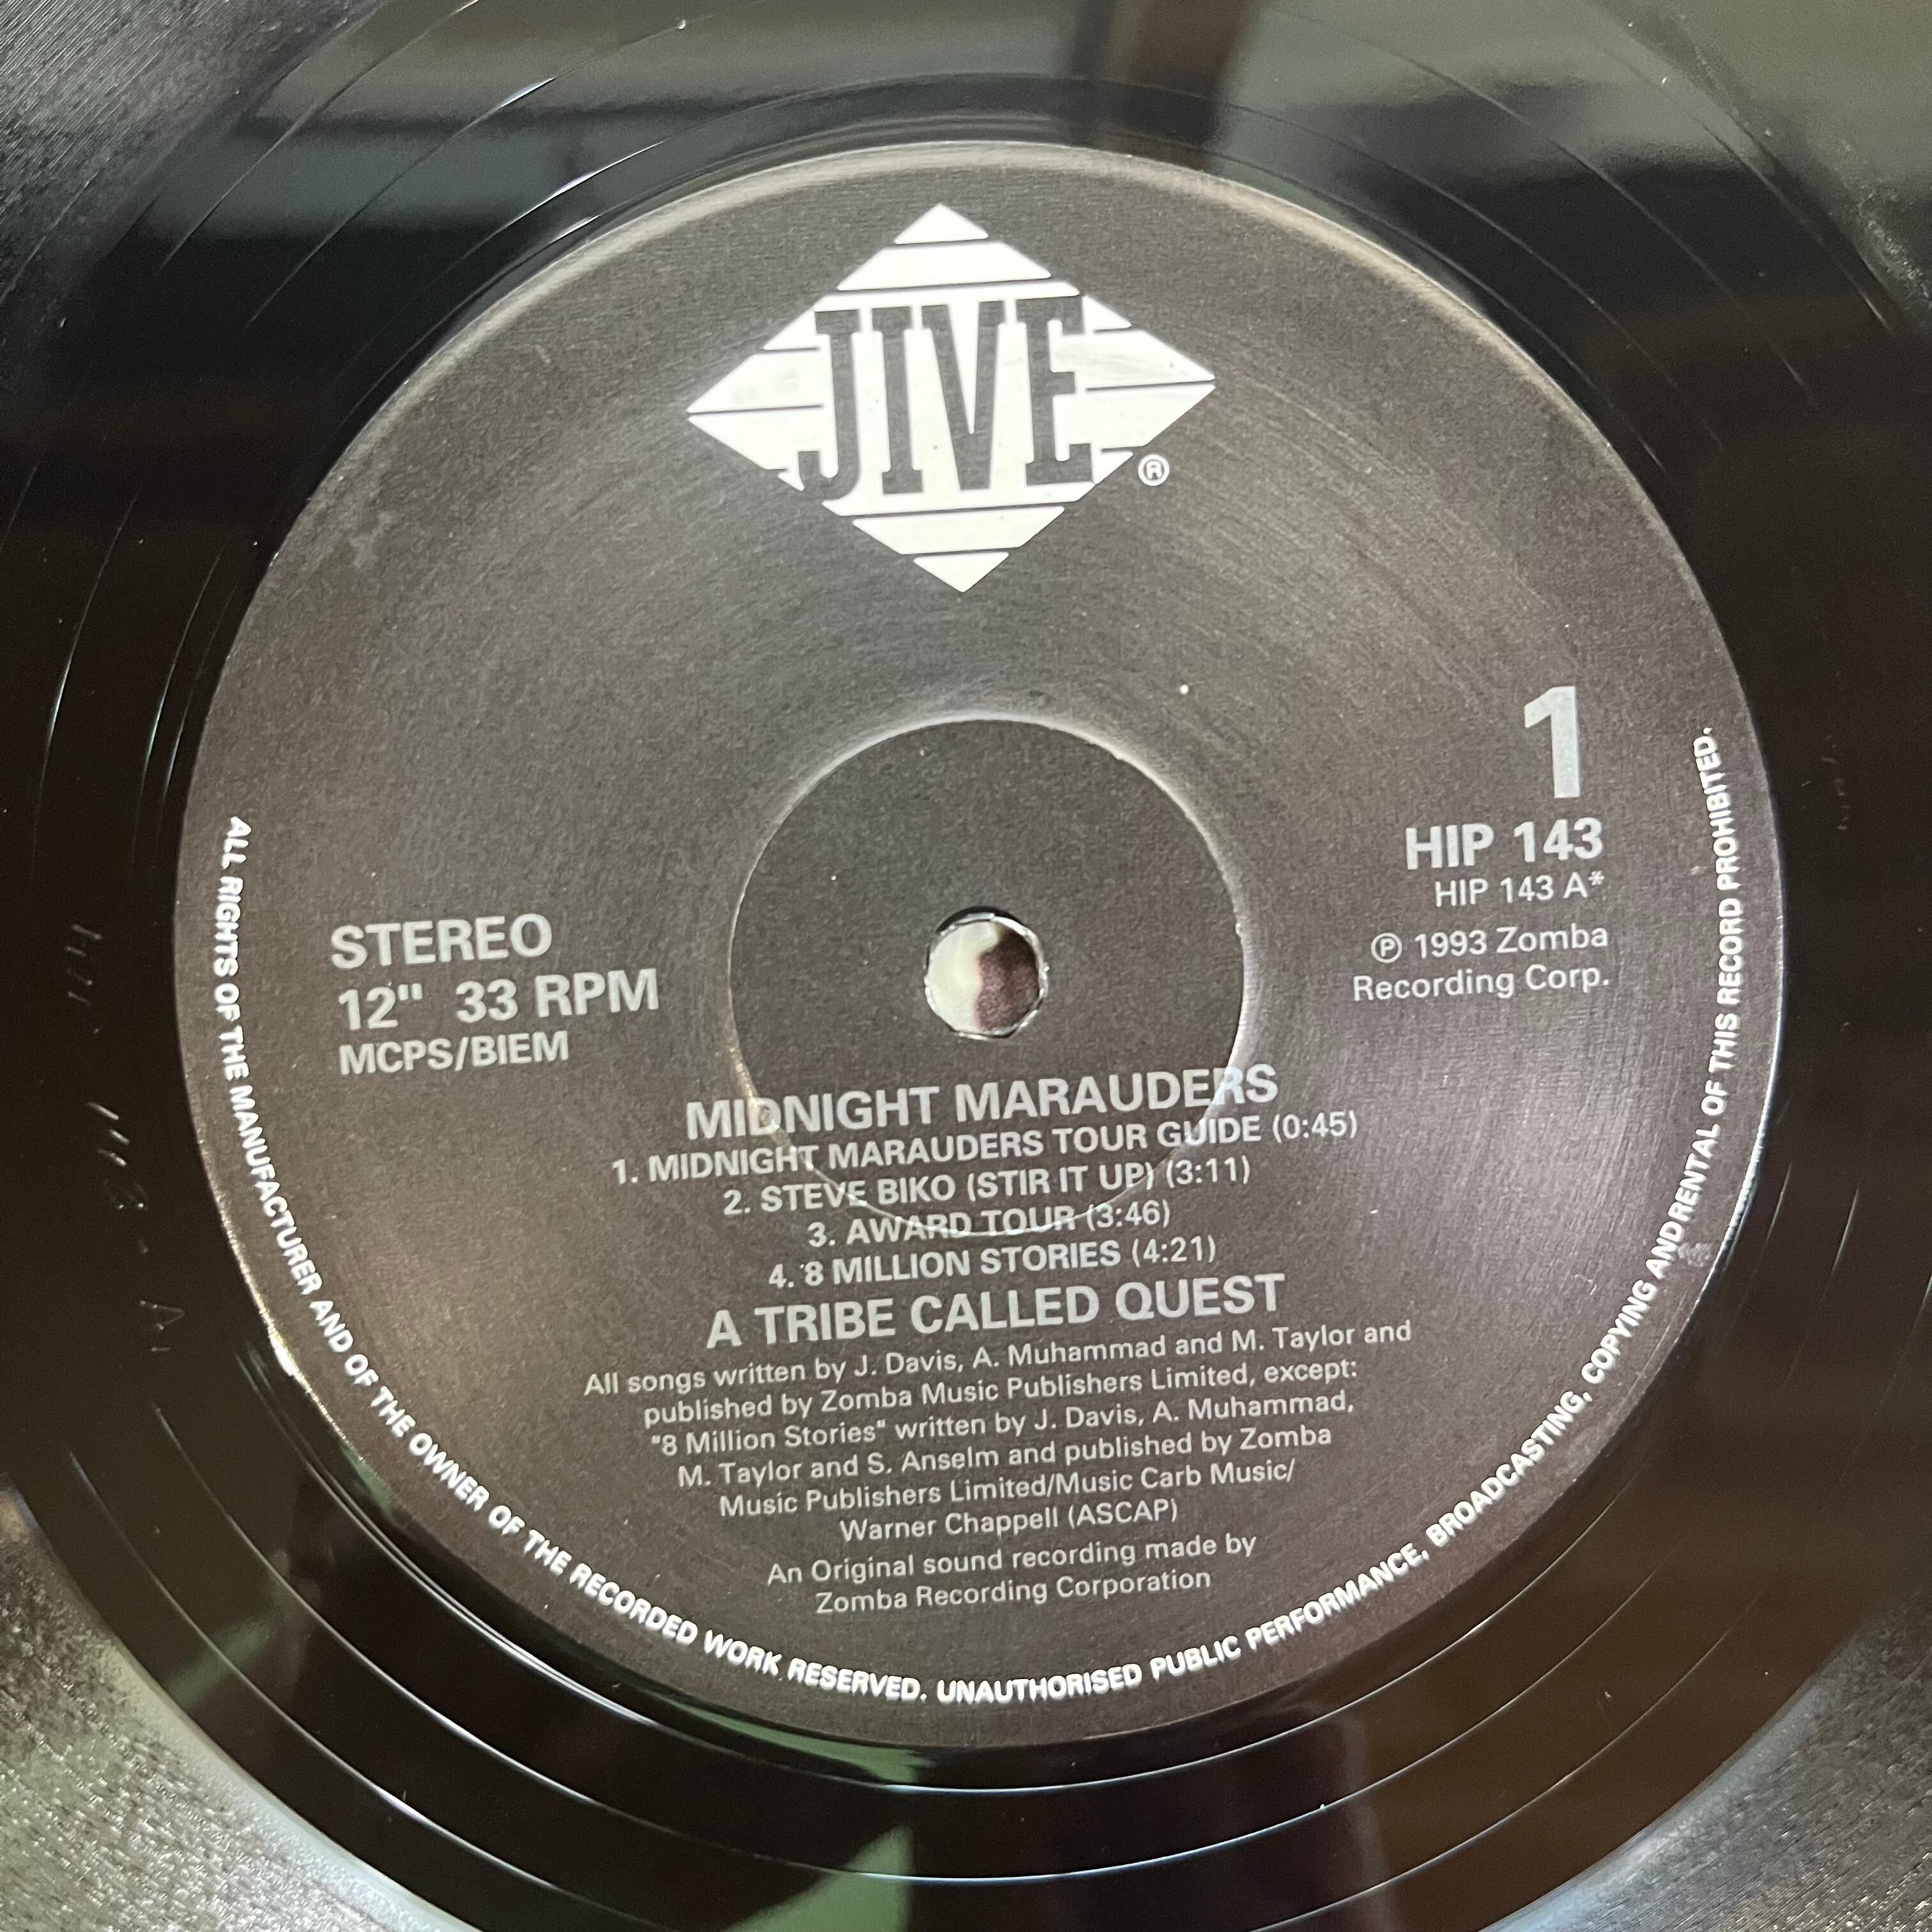 JIVE®
1
HIP 143
HIP 143 A*
℗ 1993 Zomba
Recording Corp.
STEREO
12" 33 RPM
MCPS/BIEM
MIDNIGHT MARAUDERS
1. MIDNIGHT MARAUDERS TOUR GUIDE (0:45)
2. STEVE BIKO (STIR IT UP) (3:11)
3. AWARD TOUR (3:46)
4. 8 MILLION STORIES (4:21)
A TRIBE CALLED QUEST
All songs written by J. Davis, A. Muhammad and M. Taylor and
published by Zomba Music Publishers Limited, except:
"8 Million Stories" written by J. Davis, A. Muhammad,
M. Taylor and S. Anselm and published by Zomba
Music Publishers Limited/Music Carb Music/
Warner Chappell (ASCAP)
An Original sound recording made by
Zomba Recording Corporation
ALL RIGHTS OF THE MANUFACTURER AND OF THE OWNER OF THE RECORDED WORK RESERVED. UNAUTHORISED PUBLIC PERFORMANCE, BROADCASTING, COPYING AND RENTAL OF THIS RECORD PROHIBITED.